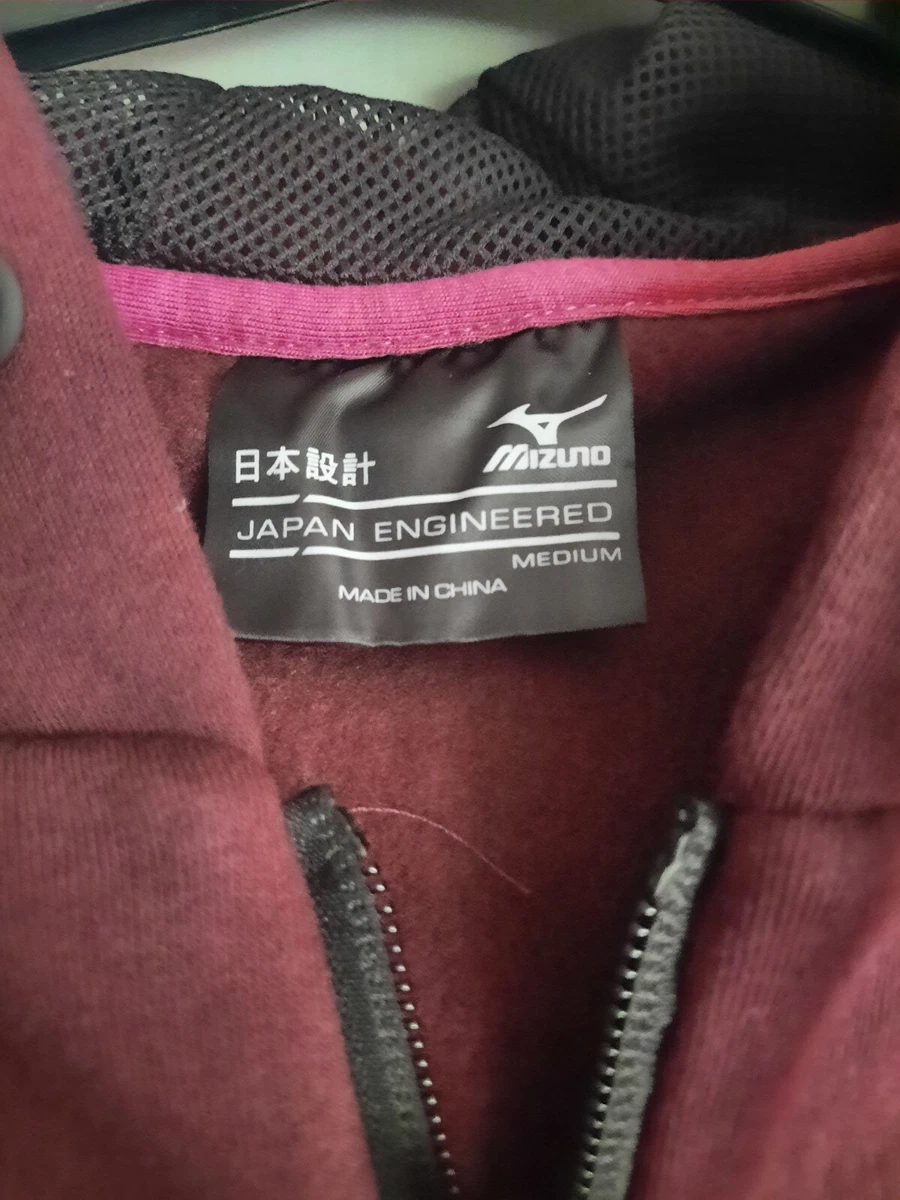 日本設計
MIZUNO
JAPAN ENGINEERED
MEDIUM
MADE IN CHINA